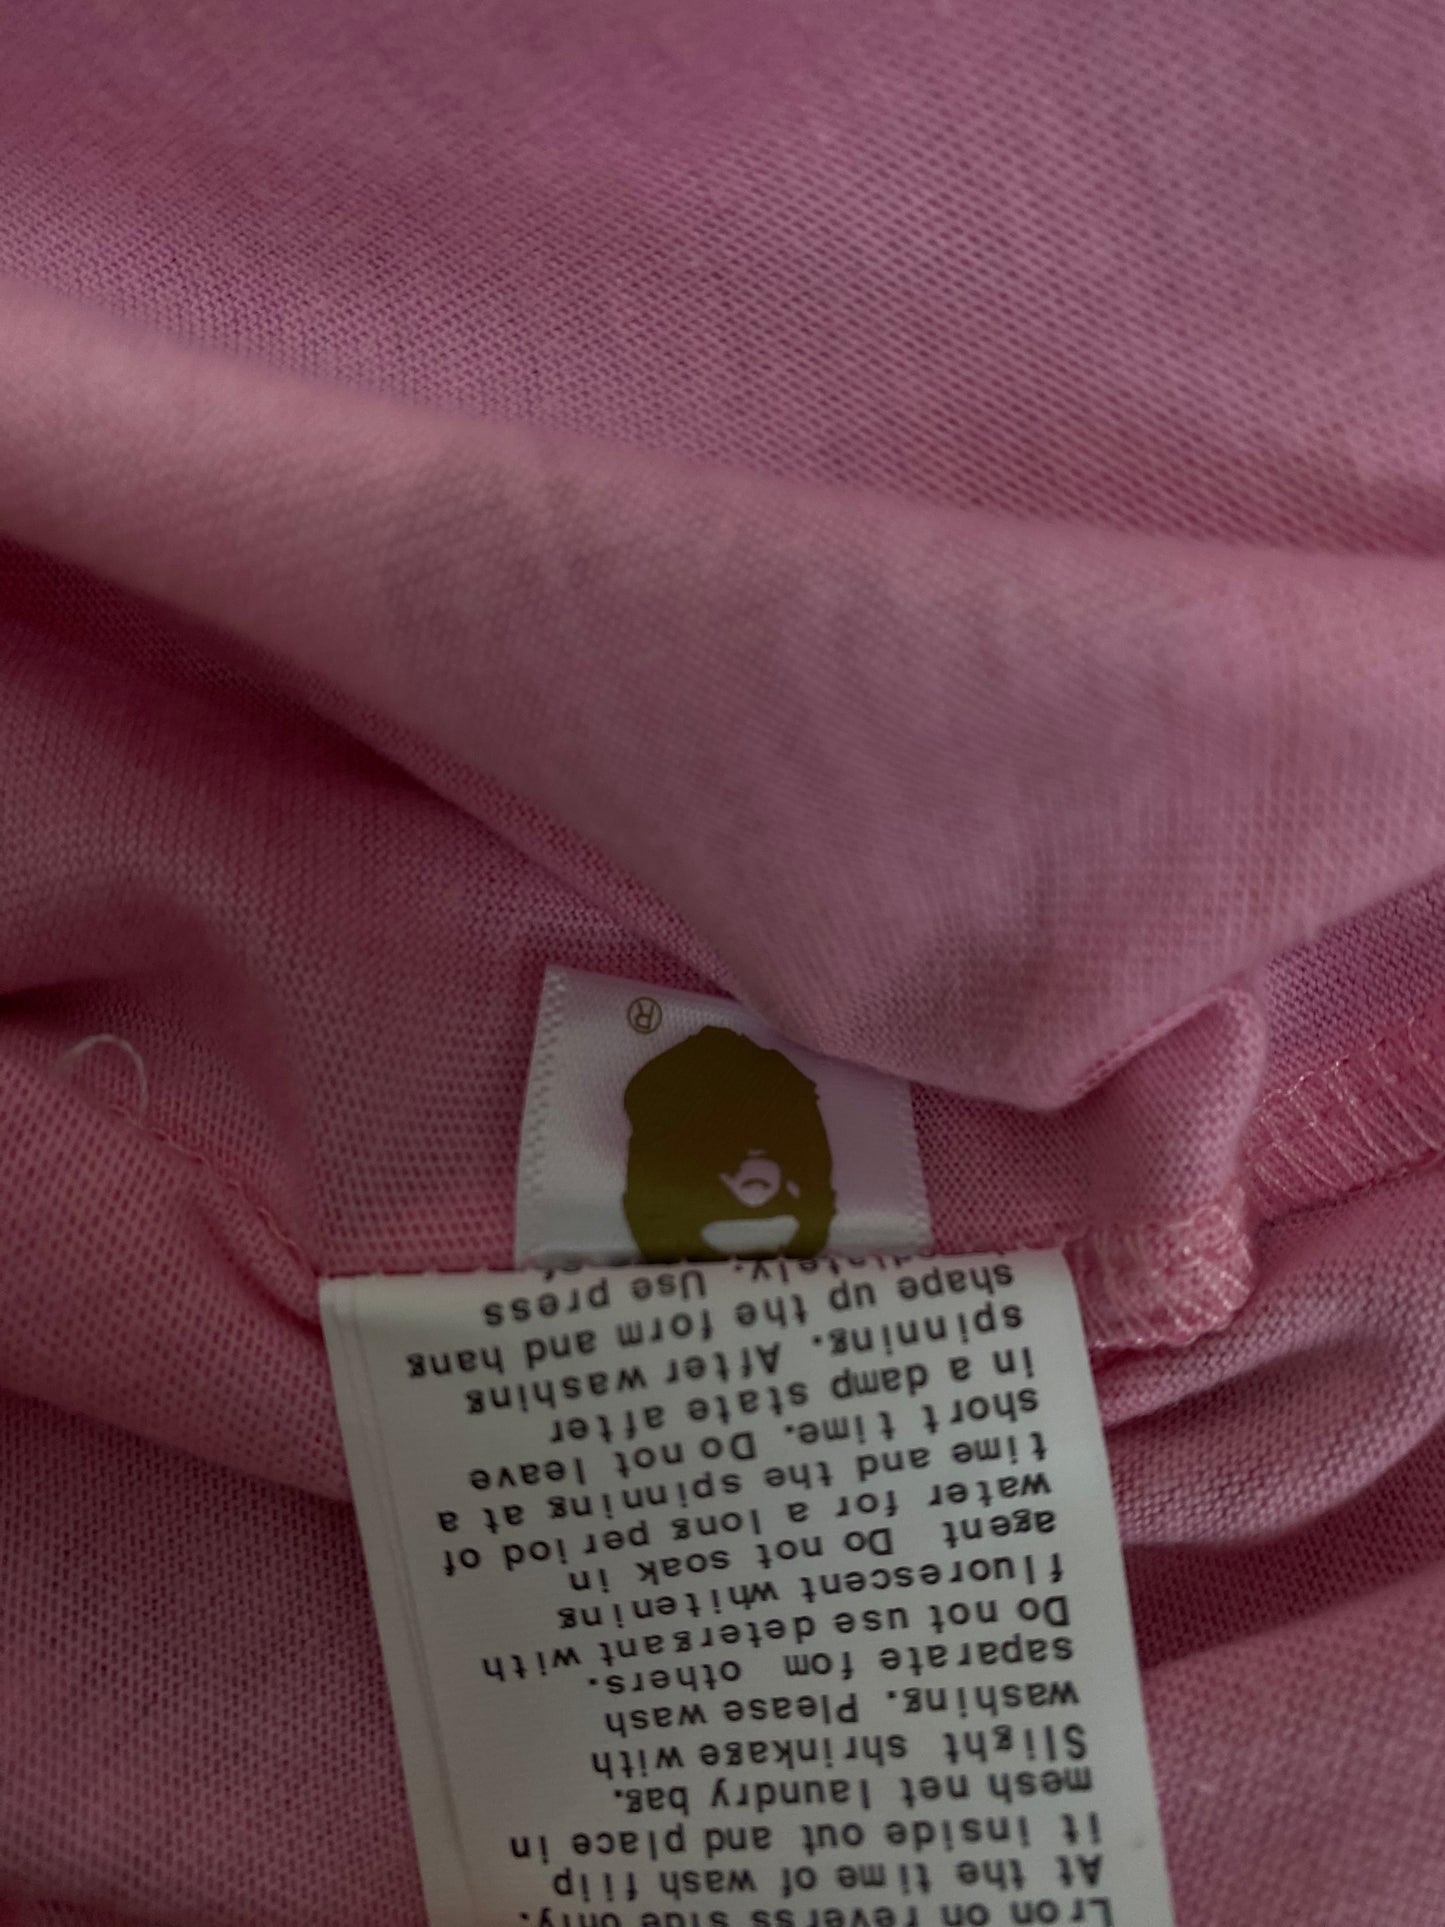 Lron on reverss side only.
At the time of wash flip
it inside out and place in
mesh net laundry bag.
Slight shrinkage with
washing. Please wash
saparate fom others.
Do not use detergant with
fluorescent whitening
agent Do not soak in
water for a long period of
time and the spinning at a
short time. Do not leave
in a damp state after
spinning. After washing
shape up the form and hang
Use press
®